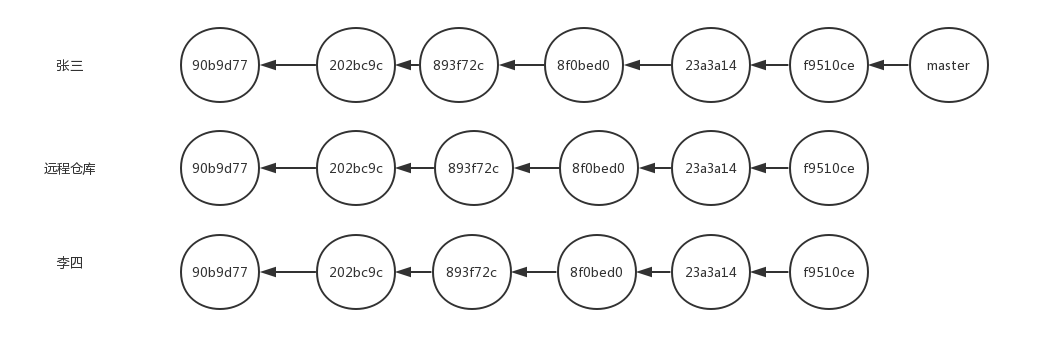 张三 90b9d77 202bc9c 893f72c 8f0bed0 23a3a14 f9510ce master
远程仓库 90b9d77 202bc9c 893f72c 8f0bed0 23a3a14 f9510ce
李四 90b9d77 202bc9c 893f72c 8f0bed0 23a3a14 f9510ce